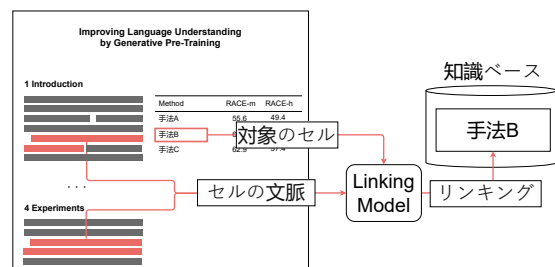 Improving Language Understanding
by Generative Pre-Training
1 Introduction
Method RACE-m RACE-h
手法A 55.6 49.4
手法B
手法C 62.9 57.4
対象のセル
. . .
セルの文脈
4 Experiments
Linking
Model
リンキング
知識ベース
手法B